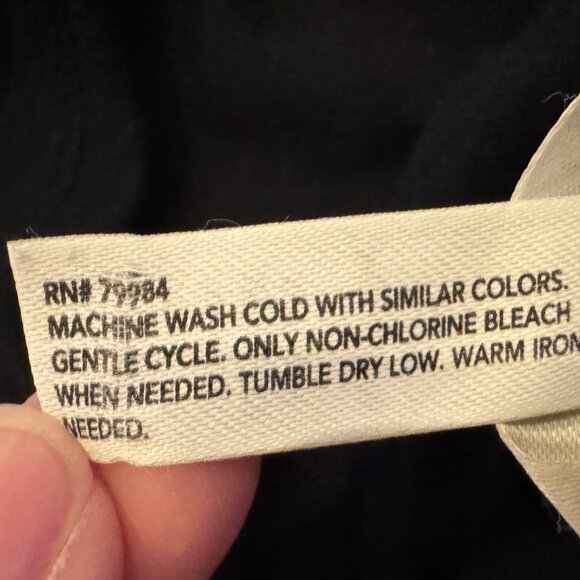 RN# 79984
MACHINE WASH COLD WITH SIMILAR COLORS.
GENTLE CYCLE. ONLY NON-CHLORINE BLEACH
WHEN NEEDED. TUMBLE DRY LOW. WARM IRON
NEEDED.